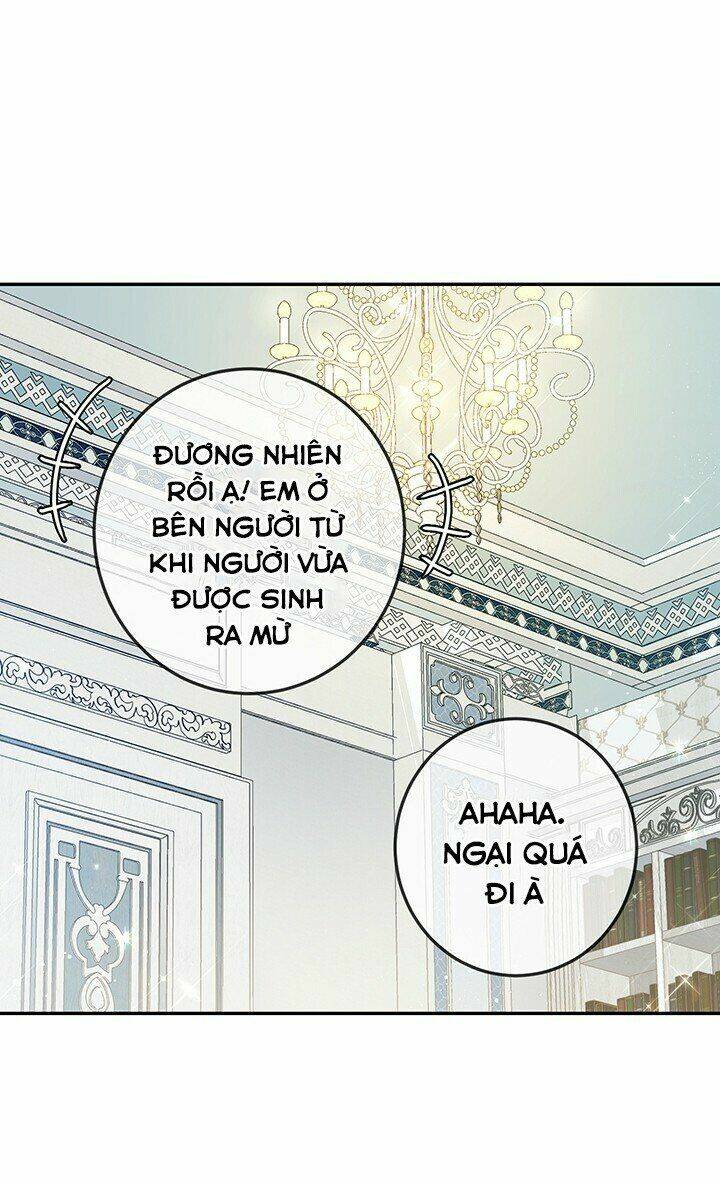 ĐƯƠNG NHIÊN
RỒI Ạ! EM Ở
BÊN NGƯỜI TỪ
KHI NGƯỜI VỪA
ĐƯỢC SINH
RA MỪ
AHAHA.
NGẠI QUÁ
ĐI À